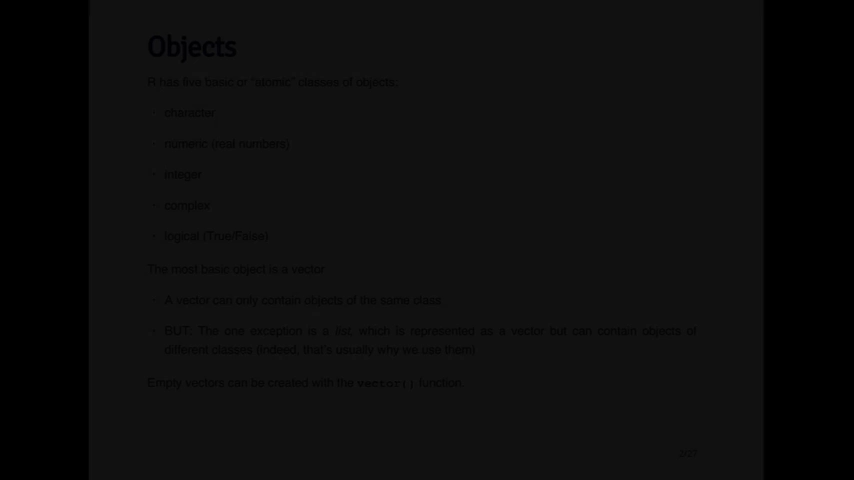 Objects
R has five basic or “atomic” classes of objects:
- character
- numeric (real numbers)
- integer
- complex
- logical (True/False)
The most basic object is a vector
- A vector can only contain objects of the same class
- BUT: The one exception is a list, which is represented as a vector but can contain objects of
different classes (indeed, that's usually why we use them)
Empty vectors can be created with the vector() function.
2/27